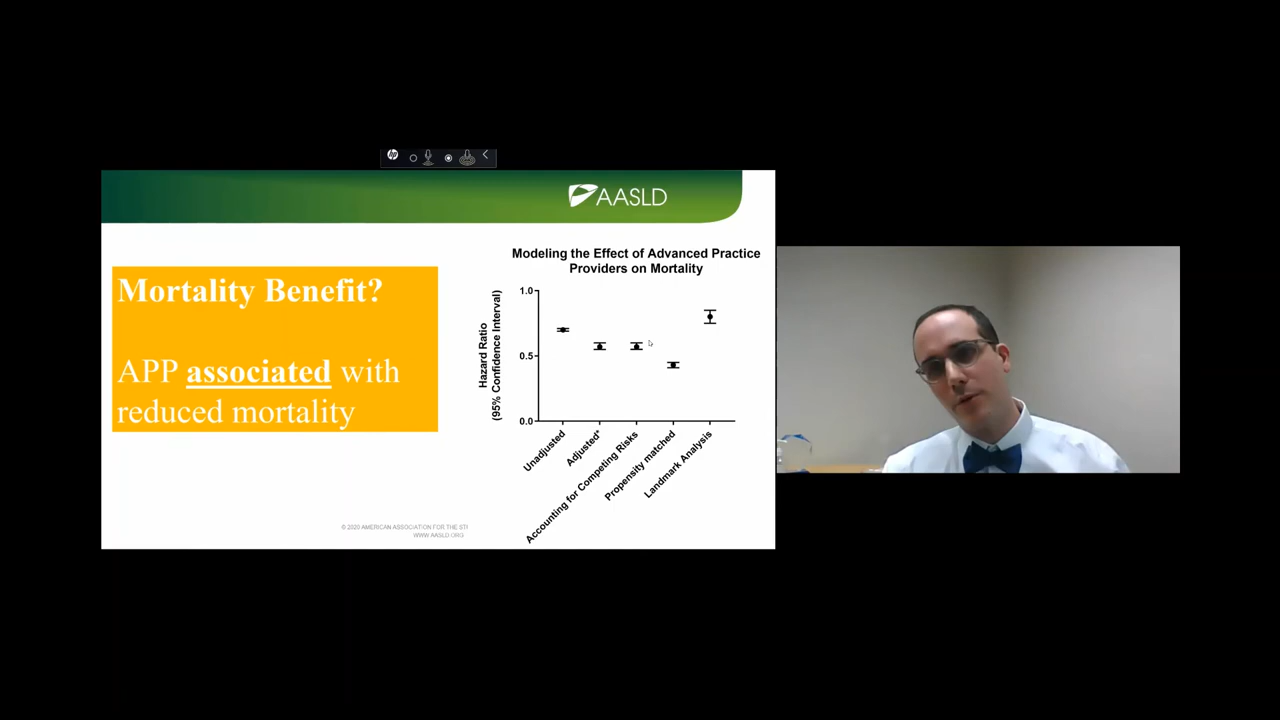 hp
AASLD
Mortality Benefit?
APP associated with
reduced mortality
Modeling the Effect of Advanced Practice
Providers on Mortality
Hazard Ratio
(95% Confidence Interval)
1.0
0.5
0.0
Unadjusted
Adjusted*
Accounting for Competing Risks
Propensity matched
Landmark Analysis
© 2020 AMERICAN ASSOCIATION FOR THE STI
WWW.AASLD.ORG